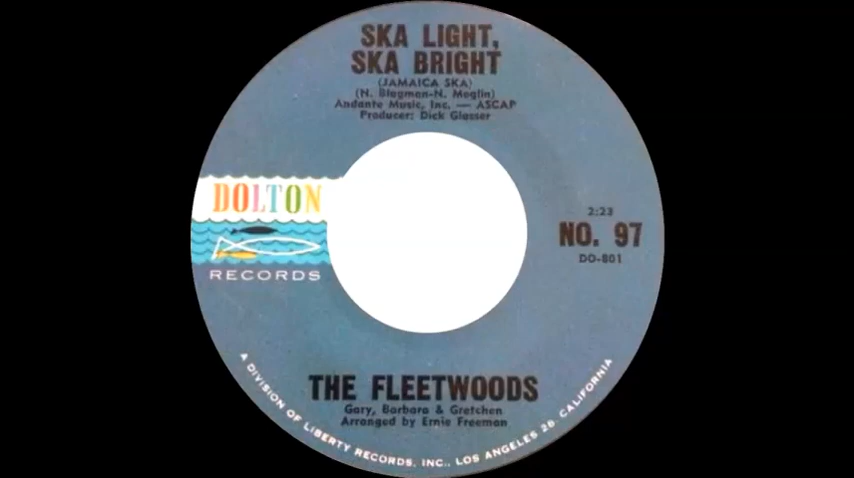 SKA LIGHT,
SKA BRIGHT
(JAMAICA SKA)
(N. Blagman-N. Meglin)
Andante Music, Inc. — ASCAP
Producer: Dick Glasser
DOLTON
RECORDS
2:23
NO. 97
DO-801
THE FLEETWOODS
Gary, Barbara & Gretchen
Arranged by Ernie Freeman
A DIVISION OF LIBERTY RECORDS, INC., LOS ANGELES 28, CALIFORNIA